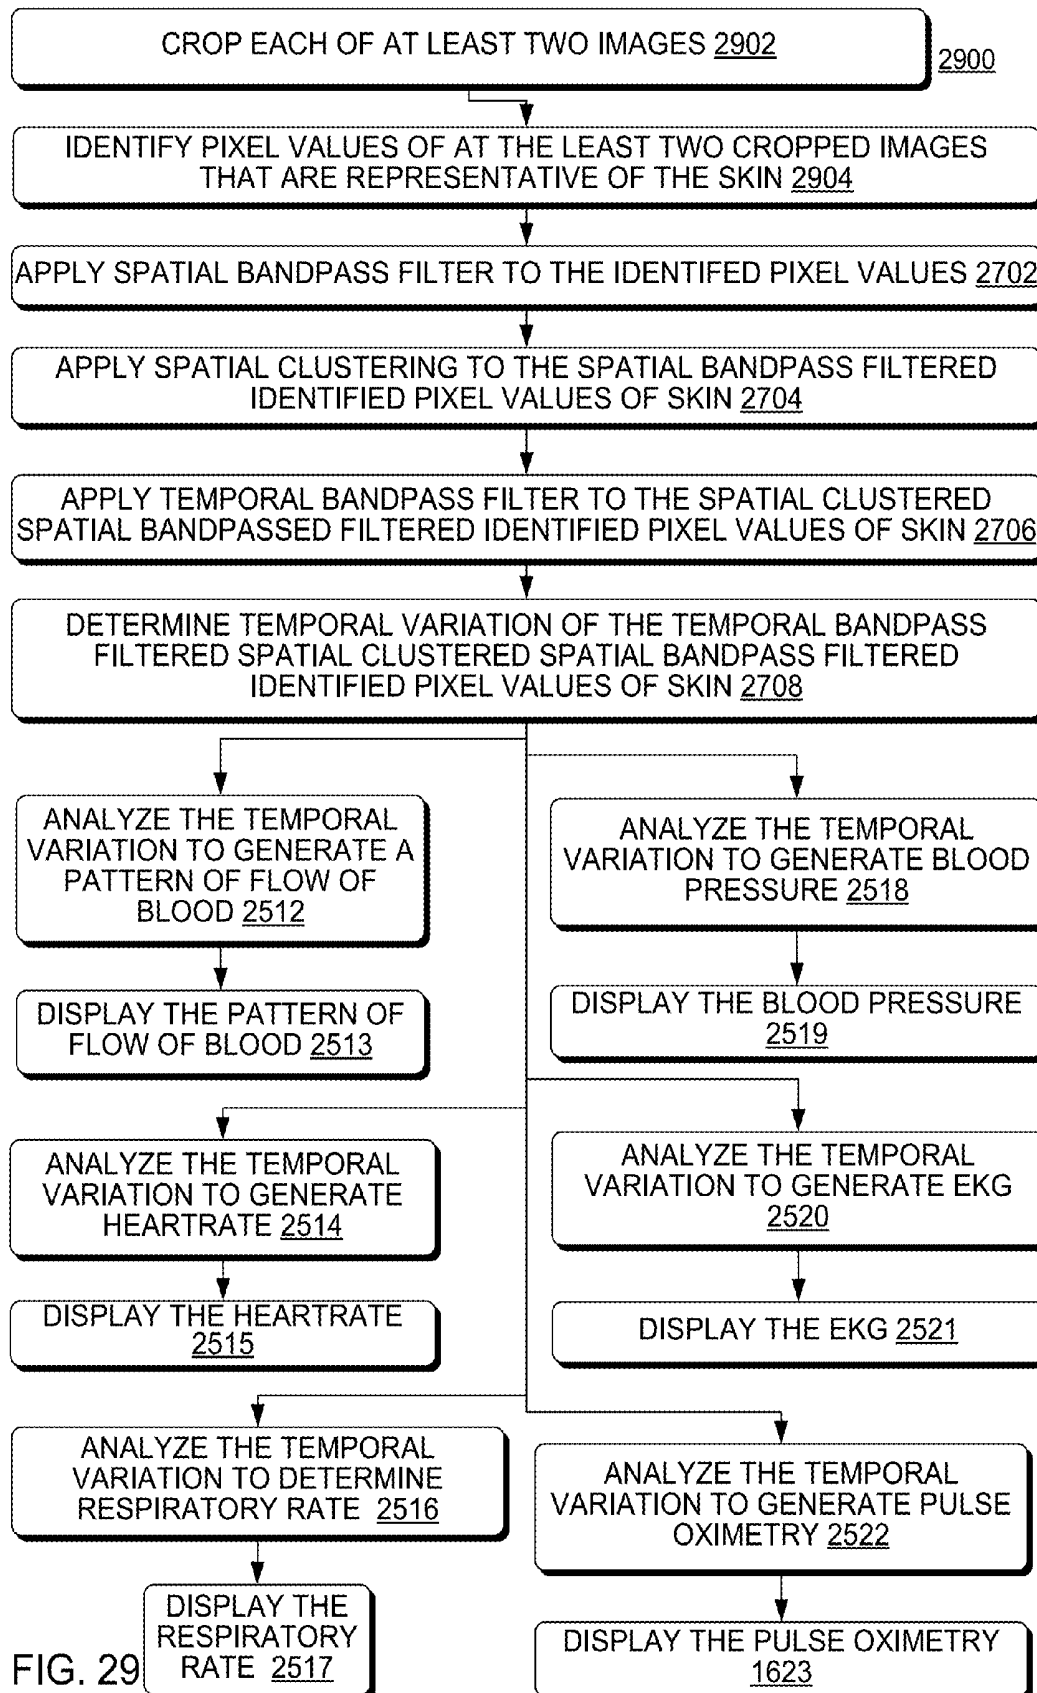 CROP EACH OF AT LEAST TWO IMAGES 2902
2900
IDENTIFY PIXEL VALUES OF AT THE LEAST TWO CROPPED IMAGES
THAT ARE REPRESENTATIVE OF THE SKIN 2904
APPLY SPATIAL BANDPASS FILTER TO THE IDENTIFED PIXEL VALUES 2702
APPLY SPATIAL CLUSTERING TO THE SPATIAL BANDPASS FILTERED
IDENTIFIED PIXEL VALUES OF SKIN 2704
APPLY TEMPORAL BANDPASS FILTER TO THE SPATIAL CLUSTERED
SPATIAL BANDPASSED FILTERED IDENTIFIED PIXEL VALUES OF SKIN 2706
DETERMINE TEMPORAL VARIATION OF THE TEMPORAL BANDPASS
FILTERED SPATIAL CLUSTERED SPATIAL BANDPASS FILTERED
IDENTIFIED PIXEL VALUES OF SKIN 2708
ANALYZE THE TEMPORAL
VARIATION TO GENERATE A
PATTERN OF FLOW OF
BLOOD 2512
ANALYZE THE TEMPORAL
VARIATION TO GENERATE BLOOD
PRESSURE 2518
DISPLAY THE PATTERN OF
FLOW OF BLOOD 2513
DISPLAY THE BLOOD PRESSURE
2519
ANALYZE THE TEMPORAL
VARIATION TO GENERATE
HEARTRATE 2514
ANALYZE THE TEMPORAL
VARIATION TO GENERATE EKG
2520
DISPLAY THE HEARTRATE
2515
DISPLAY THE EKG 2521
ANALYZE THE TEMPORAL
VARIATION TO DETERMINE
RESPIRATORY RATE 2516
ANALYZE THE TEMPORAL
VARIATION TO GENERATE PULSE
OXIMETRY 2522
DISPLAY THE
RESPIRATORY
RATE 2517
DISPLAY THE PULSE OXIMETRY
1623
FIG. 29